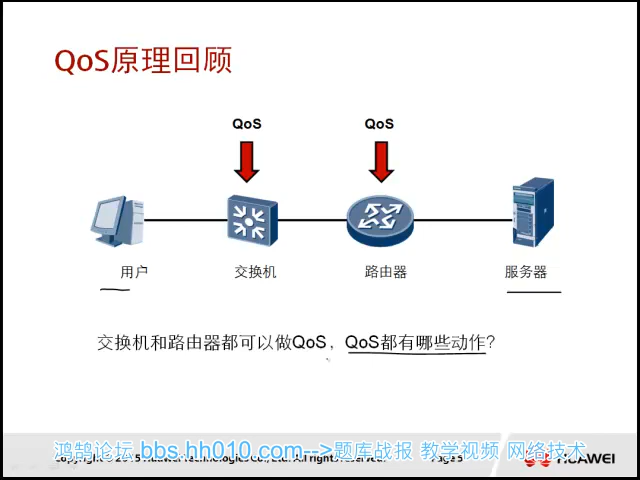 QoS原理回顾
QoS QoS
用户 交换机 路由器 服务器
交换机和路由器都可以做QoS，QoS都有哪些动作?
鸿鹄论坛 bbs.hh010.com-->题库战报 教学视频 网络技术
Page 5
HUAWEI